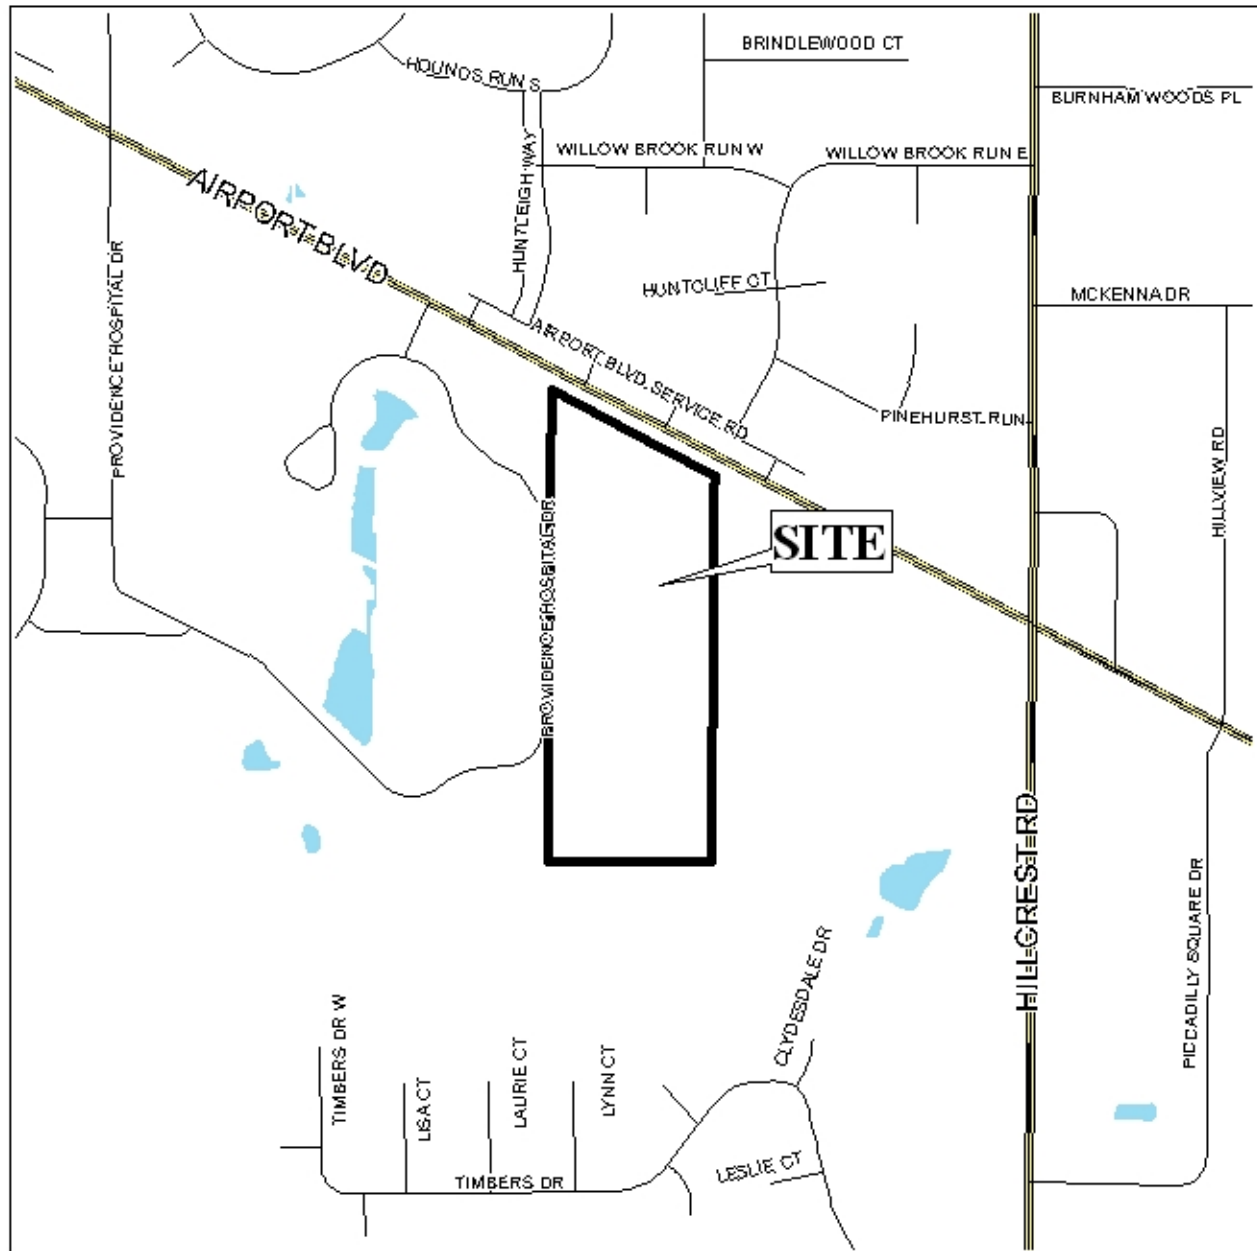 BRINDLEWOOD CT
HOUNDS RUN S
BURNHAM WOODS PL
HUNTLEIGH WAY
WILLOW BROOK RUN W
WILLOW BROOK RUN E
AIRPORT BLVD
PROVIDENCE HOSPITAL DR
HUNTCLIFF CT
MCKENNA DR
AIRPORT BLVD SERVICE RD
PINEHURST RUN
HILLVIEW RD
PROVIDENCE HOSPITAL DR
SITE
HILLCREST RD
PICCADILLY SQUARE DR
CLYDESDALE DR
TIMBERS DR W
LISA CT
LAURIE CT
LYNN CT
LESLIE CT
TIMBERS DR